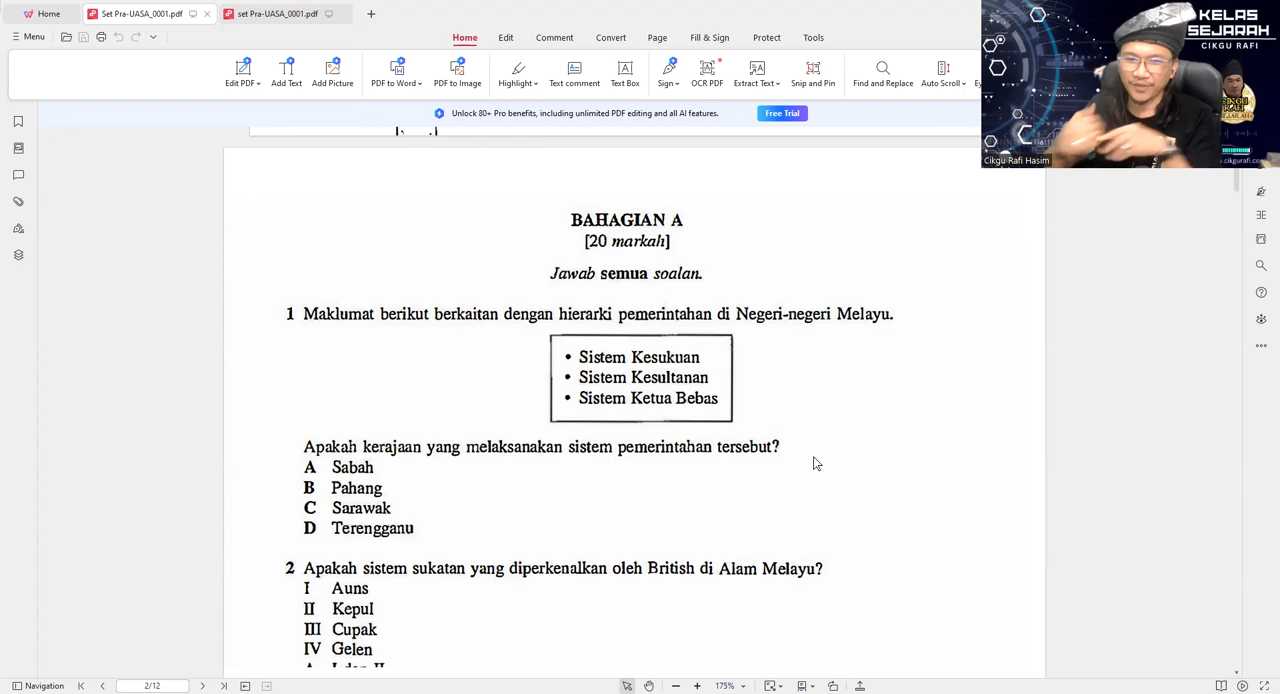 Home
Set Pra-UASA_0001.pdf
set Pra-UASA_0001.pdf
Menu
Home
Edit
Comment
Convert
Page
Fill & Sign
Protect
Tools
Edit PDF
Add Text
Add Picture
PDF to Word
PDF to Image
Highlight
Text comment
Text Box
Sign
OCR PDF
Extract Text
Snip and Pin
Find and Replace
Auto Scroll
Unlock 80+ Pro benefits, including unlimited PDF editing and all AI features.
Free Trial
KELAS
SEJARAH
CIKGU RAFI
CIKGU
RAFI
SEJARAH
Cikgu Rafi Hasim
BAHAGIAN A
[20 markah]
Jawab semua soalan.
1 Maklumat berikut berkaitan dengan hierarki pemerintahan di Negeri-negeri Melayu.
• Sistem Kesukuan
• Sistem Kesultanan
• Sistem Ketua Bebas
Apakah kerajaan yang melaksanakan sistem pemerintahan tersebut?
A Sabah
B Pahang
C Sarawak
D Terengganu
2 Apakah sistem sukatan yang diperkenalkan oleh British di Alam Melayu?
I Auns
II Kepul
III Cupak
IV Gelen
Navigation
2/12
175%